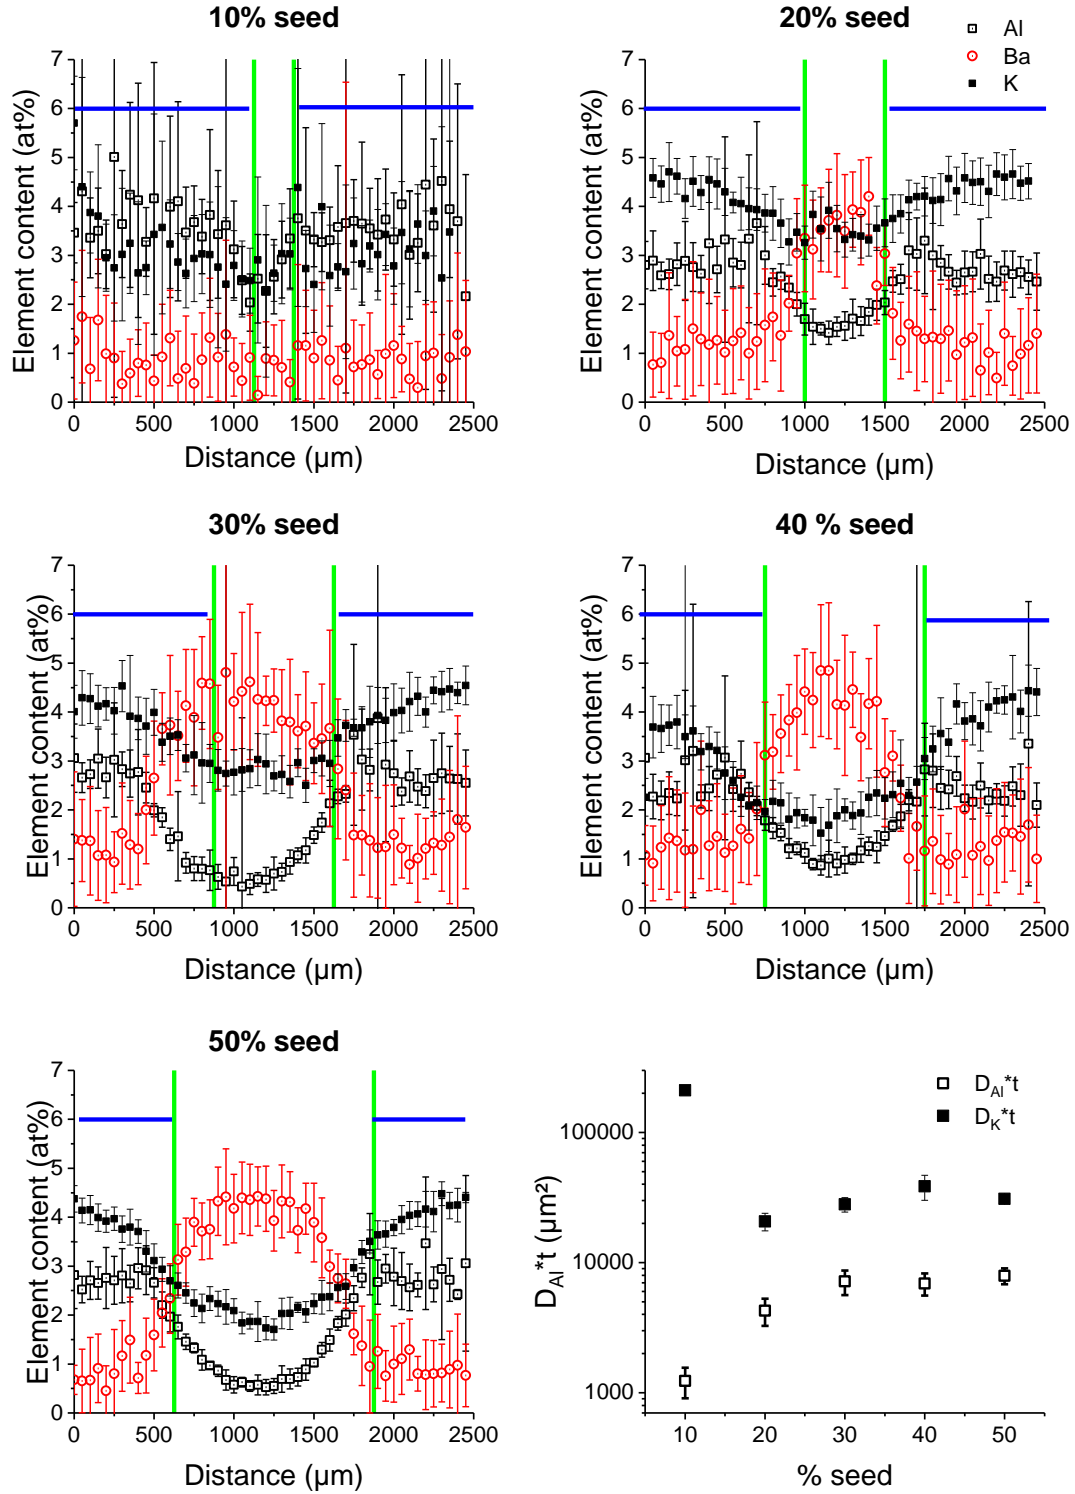 10% seed
20% seed
Al
Ba
K
Element content (at%)
7
6
5
4
3
2
1
0
0 500 1000 1500 2000 2500
Distance (µm)
Element content (at%)
7
6
5
4
3
2
1
0
0 500 1000 1500 2000 2500
Distance (µm)
30% seed
40 % seed
Element content (at%)
7
6
5
4
3
2
1
0
0 500 1000 1500 2000 2500
Distance (µm)
Element content (at%)
7
6
5
4
3
2
1
0
0 500 1000 1500 2000 2500
Distance (µm)
50% seed
Element content (at%)
7
6
5
4
3
2
1
0
0 500 1000 1500 2000 2500
Distance (µm)
D_Al*t
D_K*t
D_Al*t (µm²)
100000
10000
1000
10 20 30 40 50
% seed